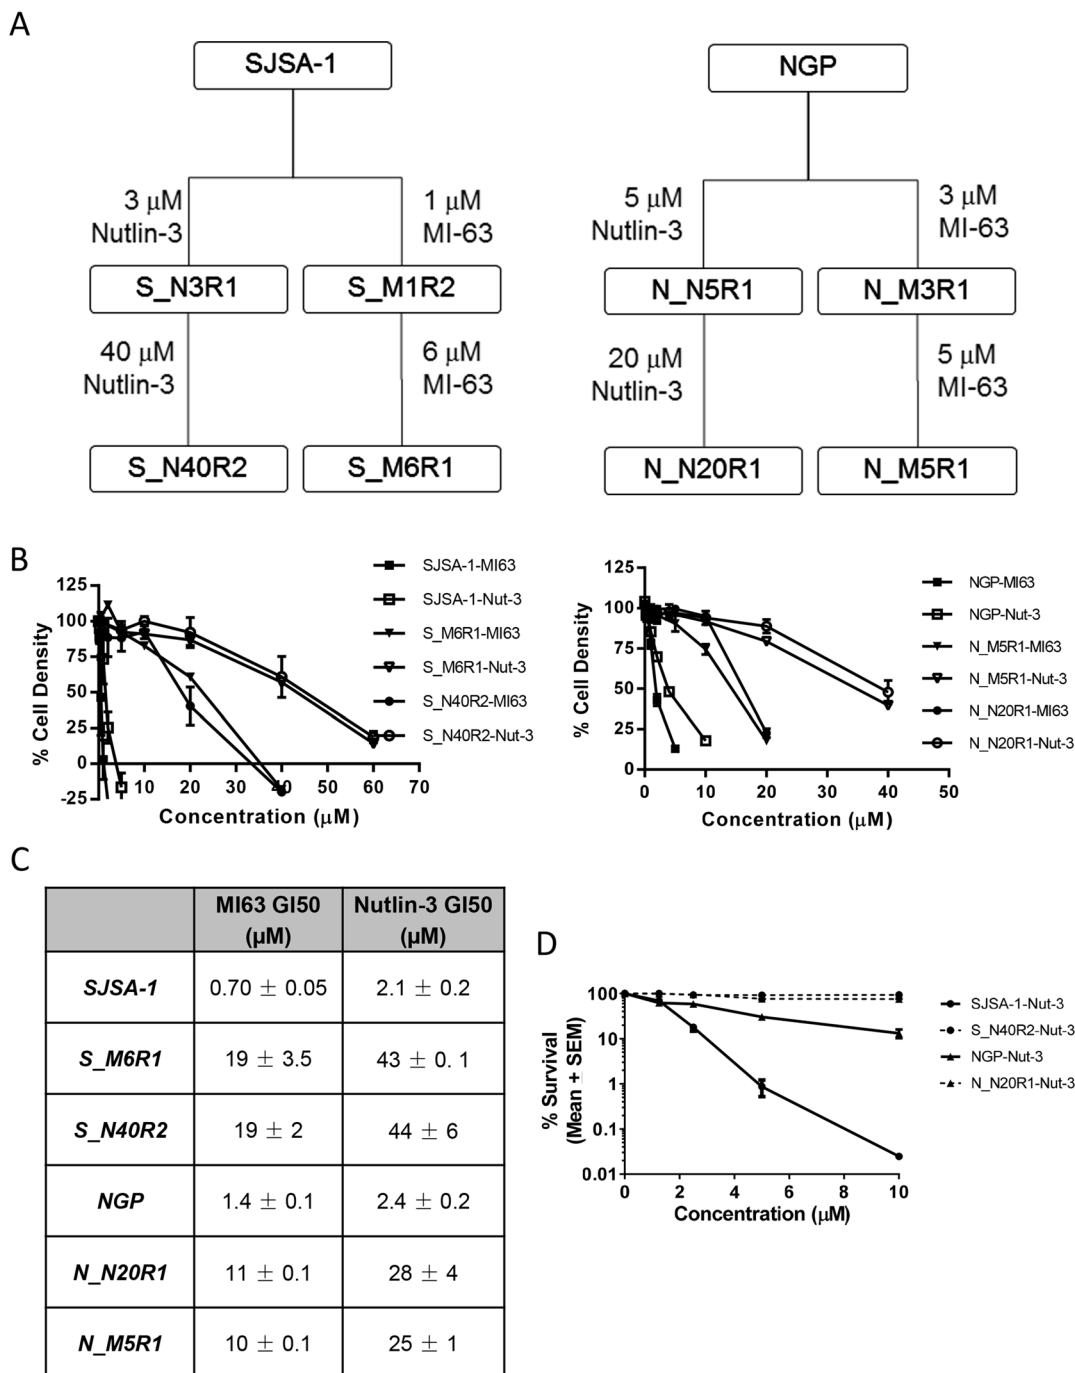 A
SJSA-1
NGP
3 μM
Nutlin-3
1 μM
MI-63
5 μM
Nutlin-3
3 μM
MI-63
S_N3R1
S_M1R2
N_N5R1
N_M3R1
40 μM
Nutlin-3
6 μM
MI-63
20 μM
Nutlin-3
5 μM
MI-63
S_N40R2
S_M6R1
N_N20R1
N_M5R1
B
% Cell Density
125
100
75
50
25
0
-25
10 20 30 40 50 60 70
Concentration (μM)
SJSA-1-MI63
SJSA-1-Nut-3
S_M6R1-MI63
S_M6R1-Nut-3
S_N40R2-MI63
S_N40R2-Nut-3
% Cell Density
125
100
75
50
25
0
0 10 20 30 40 50
Concentration (μM)
NGP-MI63
NGP-Nut-3
N_M5R1-MI63
N_M5R1-Nut-3
N_N20R1-MI63
N_N20R1-Nut-3
C
MI63 GI50 (μM)
Nutlin-3 GI50 (μM)
SJSA-1 0.70 ± 0.05 2.1 ± 0.2
S_M6R1 19 ± 3.5 43 ± 0. 1
S_N40R2 19 ± 2 44 ± 6
NGP 1.4 ± 0.1 2.4 ± 0.2
N_N20R1 11 ± 0.1 28 ± 4
N_M5R1 10 ± 0.1 25 ± 1
D
% Survival
(Mean ± SEM)
100
10
1
0.1
0.01
0 2 4 6 8 10
Concentration (μM)
SJSA-1-Nut-3
S_N40R2-Nut-3
NGP-Nut-3
N_N20R1-Nut-3